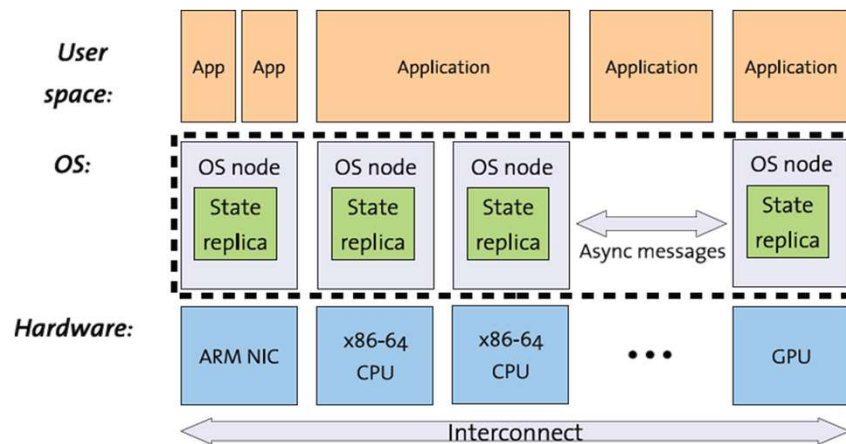 User
space:
App
App
Application
Application
Application
OS:
OS node
State
replica
OS node
State
replica
OS node
State
replica
Async messages
OS node
State
replica
Hardware:
ARM NIC
x86-64
CPU
x86-64
CPU
•••
GPU
Interconnect